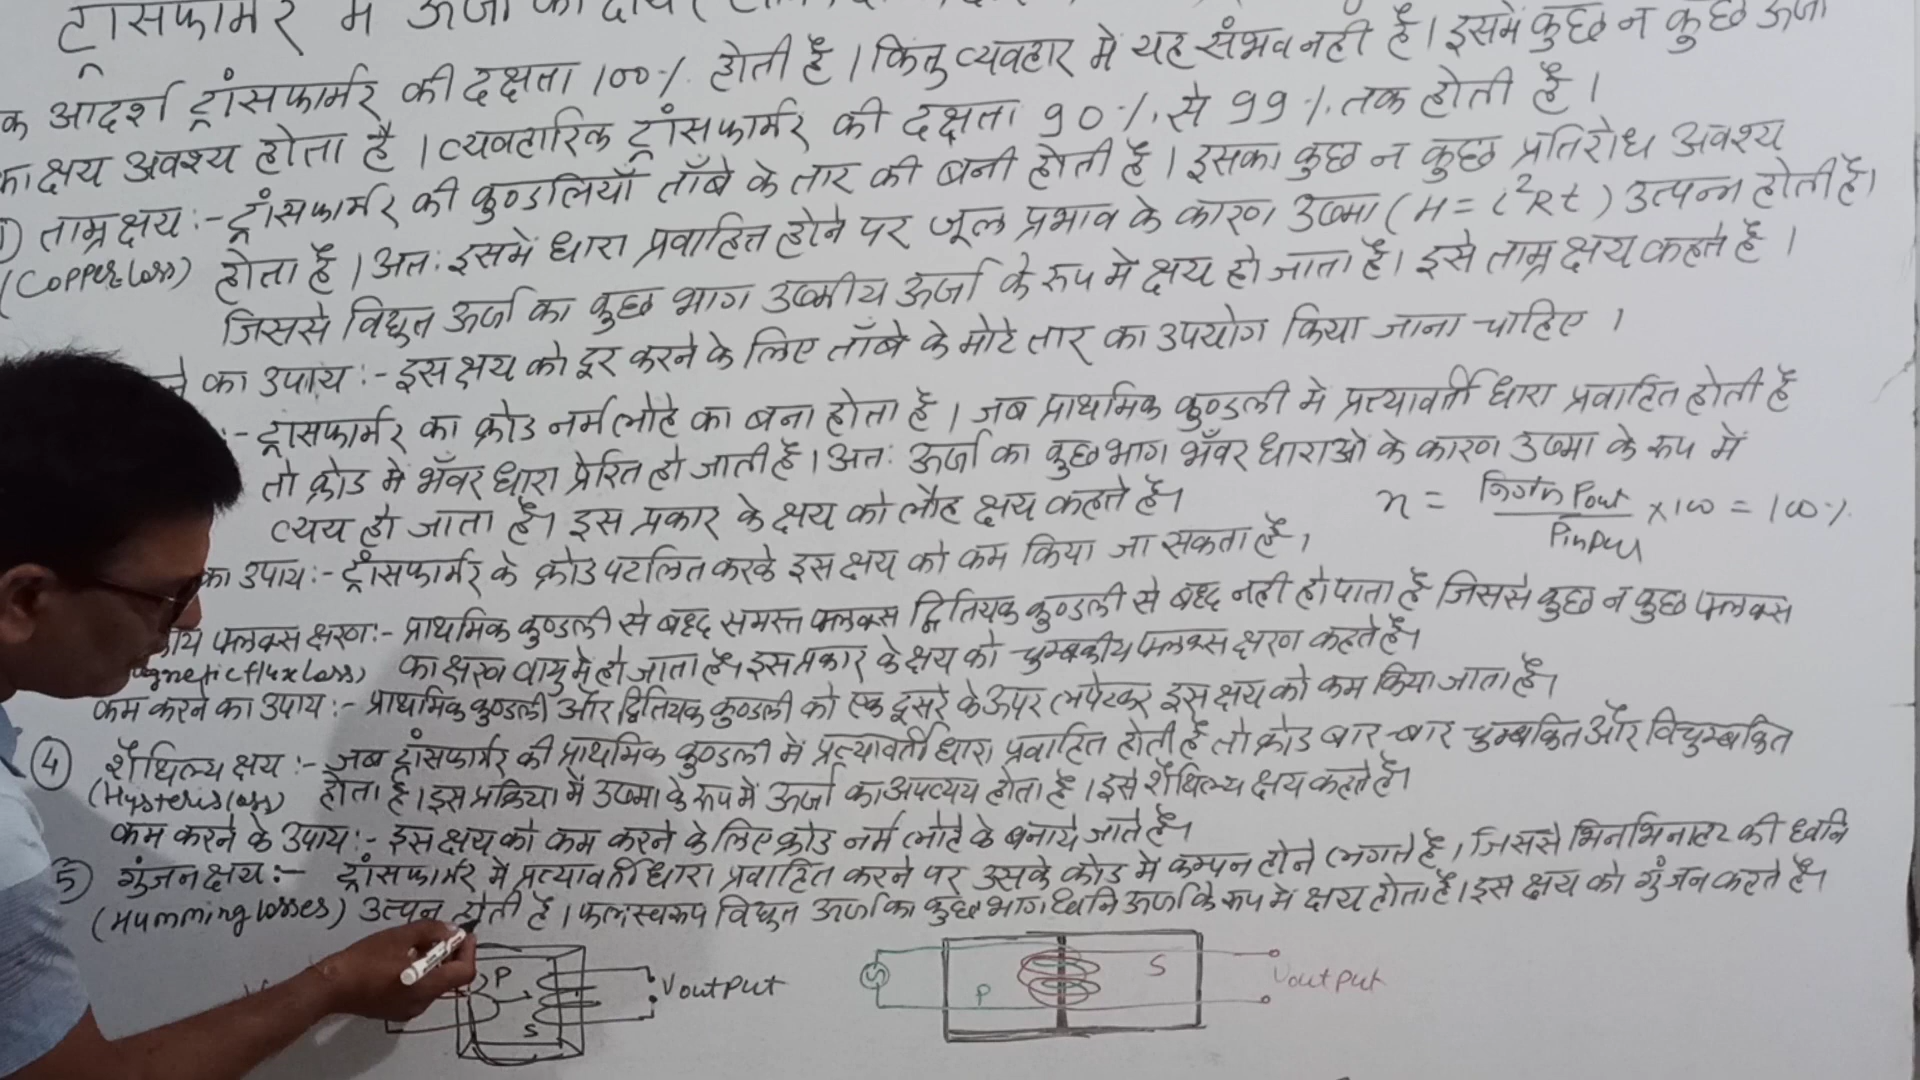 ट्रांसफार्मर में ऊर्जा
क आदर्श ट्रांसफार्मर की दक्षता 100% होती है। किन्तु व्यवहार मे यह संभव नही है। इसमें कुछ न कुछ ऊर्जा
का क्षय अवश्य होता है। व्यवहारिक ट्रांसफार्मर की दक्षता 90% से 99% तक होती है।
1) ताम्र क्षय :- ट्रांसफार्मर की कुण्डलियाँ ताँबे के तार की बनी होती है। इसका कुछ न कुछ प्रतिरोध अवश्य
(Copper loss) होता है। अतः इसमें धारा प्रवाहित होने पर जूल प्रभाव के कारण उष्मा (H = i²Rt) उत्पन्न होती है।
जिससे विद्युत ऊर्जा का कुछ भाग उष्मीय ऊर्जा के रूप मे क्षय हो जाता है। इसे ताम्र क्षय कहते है।
ने का उपाय :- इस क्षय को दूर करने के लिए ताँबे के मोटे तार का उपयोग किया जाना चाहिए।
:- ट्रांसफार्मर का क्रोड नर्म लोहे का बना होता है। जब प्राथमिक कुण्डली मे प्रत्यावर्ती धारा प्रवाहित होती है
तो क्रोड मे भँवर धारा प्रेरित हो जाती है। अतः ऊर्जा का कुछ भाग भँवर धाराओ के कारण उष्मा के रूप में
व्यय हो जाता है। इस प्रकार के क्षय को लौह क्षय कहते है।
n = Pout / Pinput × 100 = 100%
का उपाय :- ट्रांसफार्मर के क्रोड पटलित करके इस क्षय को कम किया जा सकता है।
ीय फ्लक्स क्षरण :- प्राथमिक कुण्डली से बद्ध समस्त फ्लक्स द्वितियक कुण्डली से बद्ध नही हो पाता है जिससे कुछ न कुछ फ्लक्स
agnetic flux loss) का क्षरण वायु मे हो जाता है। इस प्रकार के क्षय को चुम्बकीय फ्लक्स क्षरण कहते है।
कम करने का उपाय :- प्राथमिक कुण्डली और द्वितियक कुण्डली को एक दूसरे के ऊपर लपेटकर इस क्षय को कम किया जाता है।
4 शैथिल्य क्षय :- जब ट्रांसफार्मर की प्राथमिक कुण्डली में प्रत्यावर्ती धारा प्रवाहित होती है तो क्रोड बार-बार चुम्बकित और विचुम्बकित
(Hysteris loss) होता है। इस प्रक्रिया में उष्मा के रूप में ऊर्जा का अपव्यय होता है। इसे शैथिल्य क्षय कहते है।
कम करने के उपाय :- इस क्षय को कम करने के लिए क्रोड नर्म लोहे के बनाये जाते है।
5) गुंजन क्षय :- ट्रांसफार्मर में प्रत्यावर्ती धारा प्रवाहित करने पर उसके क्रोड मे कम्पन होने लगते है। जिससे भिनभिनाहट की ध्वनि
(Humming losses) उत्पन्न होती है। फलस्वरूप विद्युत ऊर्जा का कुछ भाग ध्वनि ऊर्जा के रूप में क्षय होता है। इस क्षय को गुंजन कहते है।
P S Voutput
P S Voutput